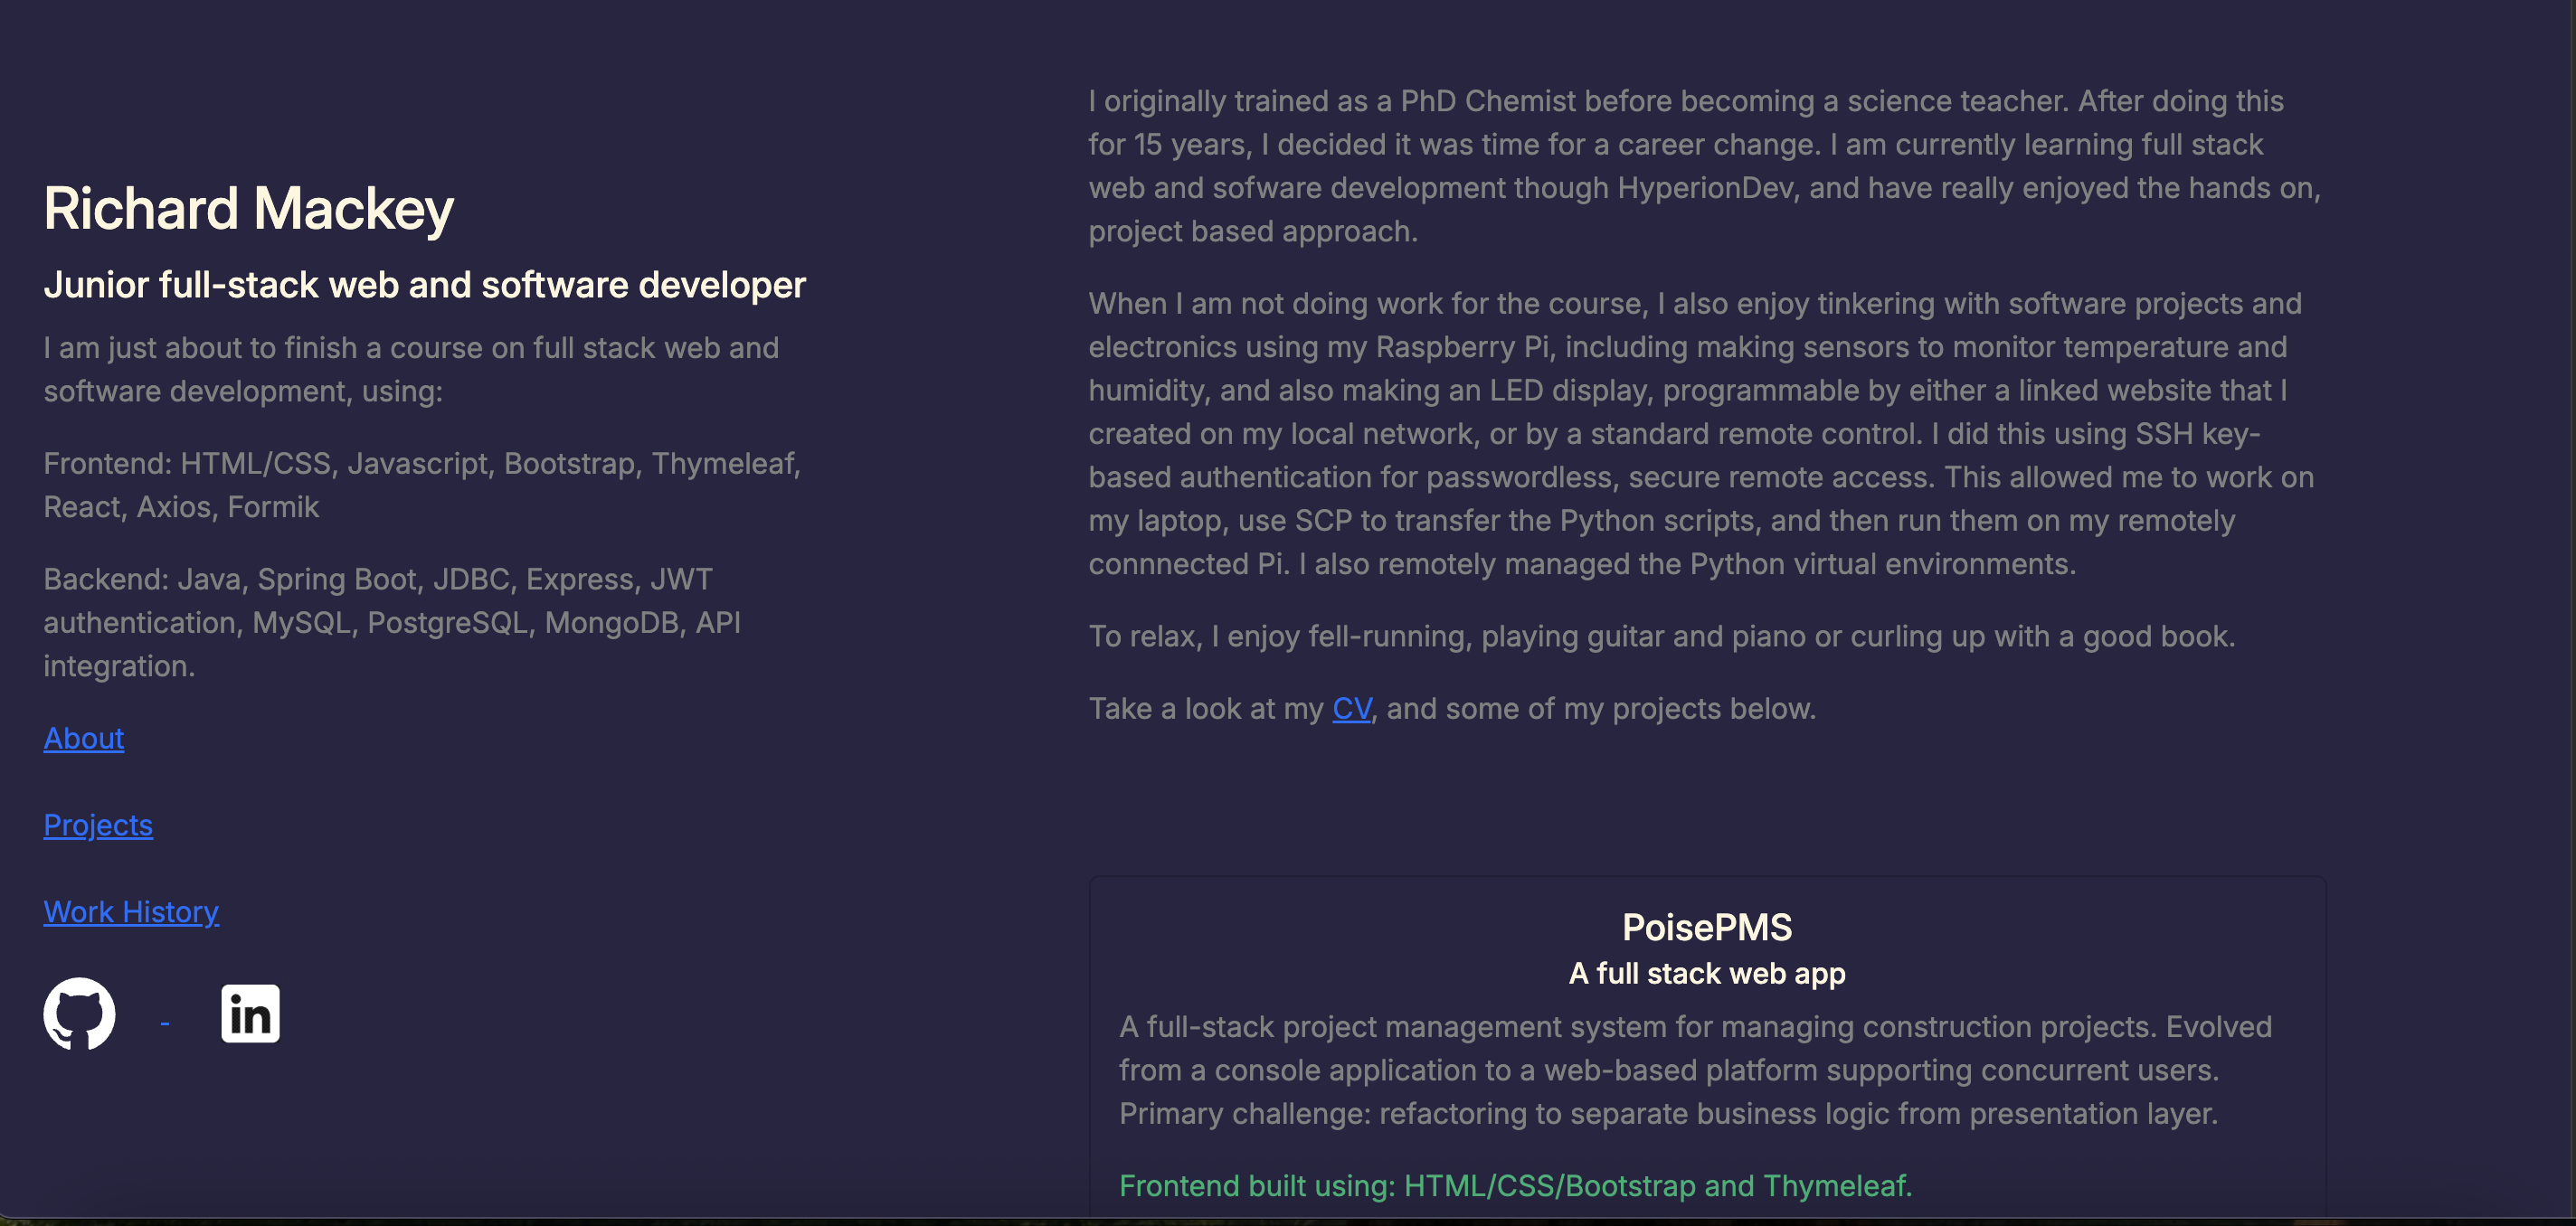 Richard Mackey
Junior full-stack web and software developer
I am just about to finish a course on full stack web and
software development, using:
Frontend: HTML/CSS, Javascript, Bootstrap, Thymeleaf,
React, Axios, Formik
Backend: Java, Spring Boot, JDBC, Express, JWT
authentication, MySQL, PostgreSQL, MongoDB, API
integration.
About
Projects
Work History
in
I originally trained as a PhD Chemist before becoming a science teacher. After doing this
for 15 years, I decided it was time for a career change. I am currently learning full stack
web and sofware development though HyperionDev, and have really enjoyed the hands on,
project based approach.
When I am not doing work for the course, I also enjoy tinkering with software projects and
electronics using my Raspberry Pi, including making sensors to monitor temperature and
humidity, and also making an LED display, programmable by either a linked website that I
created on my local network, or by a standard remote control. I did this using SSH key-
based authentication for passwordless, secure remote access. This allowed me to work on
my laptop, use SCP to transfer the Python scripts, and then run them on my remotely
connnected Pi. I also remotely managed the Python virtual environments.
To relax, I enjoy fell-running, playing guitar and piano or curling up with a good book.
Take a look at my CV, and some of my projects below.
PoisePMS
A full stack web app
A full-stack project management system for managing construction projects. Evolved
from a console application to a web-based platform supporting concurrent users.
Primary challenge: refactoring to separate business logic from presentation layer.
Frontend built using: HTML/CSS/Bootstrap and Thymeleaf.